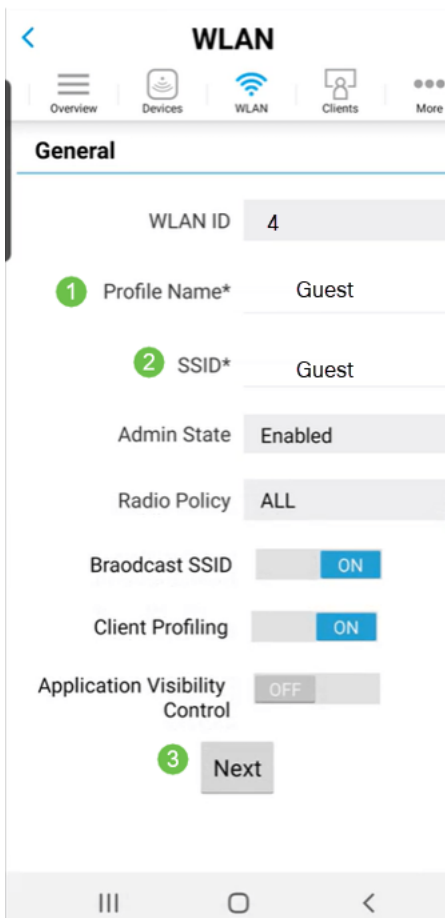 WLAN
Overview Devices WLAN Clients More
General
WLAN ID 4
1 Profile Name* Guest
2 SSID* Guest
Admin State Enabled
Radio Policy ALL
Braodcast SSID ON
Client Profiling ON
Application Visibility
Control OFF
3 Next